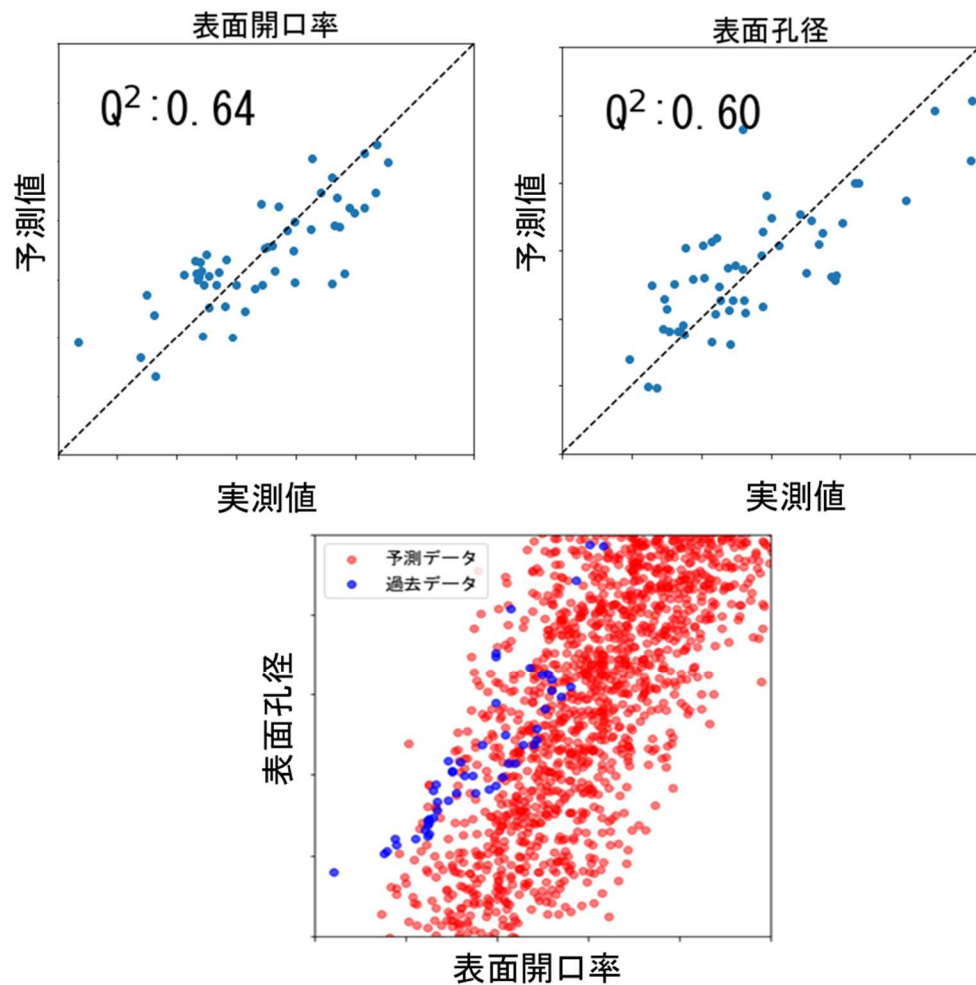 表面開口率
Q²:0.64
予測値
実測値
表面孔径
Q²:0.60
予測値
実測値
予測データ
過去データ
表面孔径
表面開口率